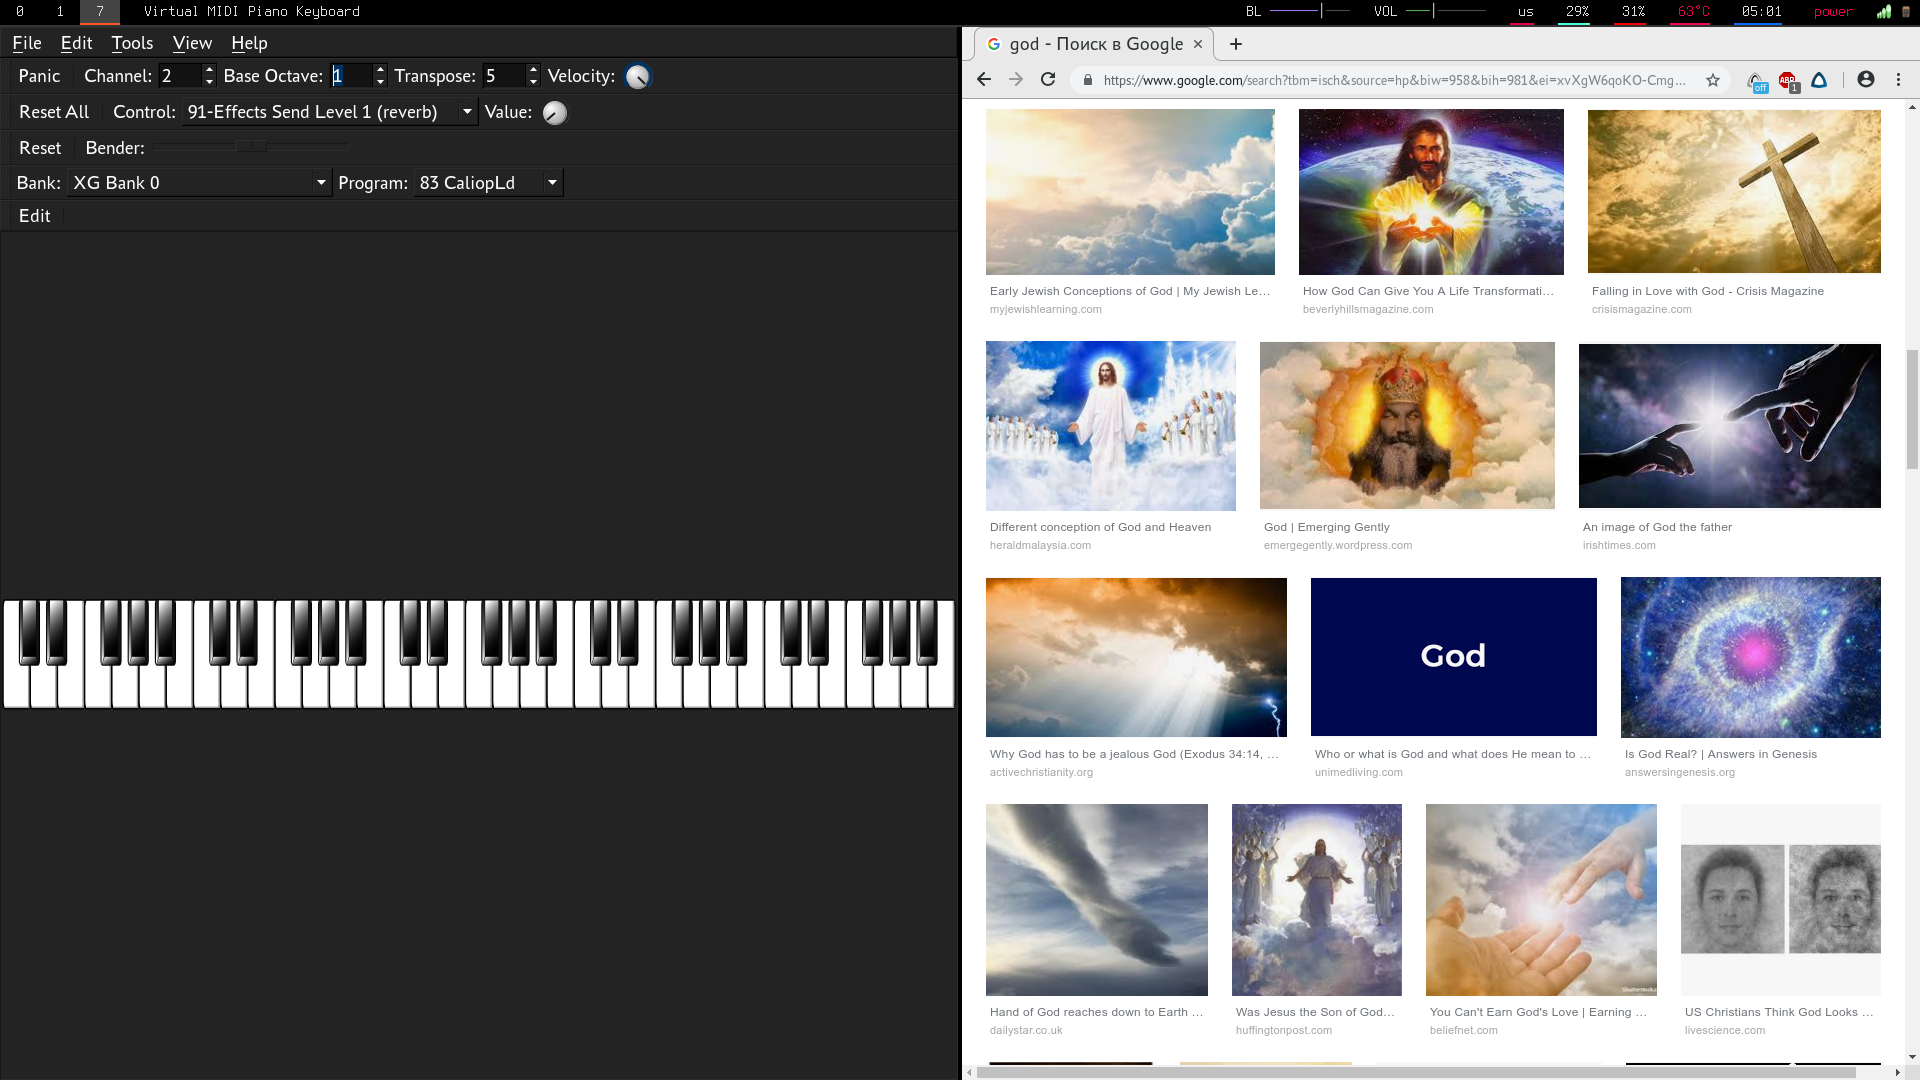 0 1 7 Virtual MIDI Piano Keyboard BL VOL us 29% 31% 63°C 05:01 power
File Edit Tools View Help
Panic Channel: 2 Base Octave: 1 Transpose: 5 Velocity:
Reset All Control: 91-Effects Send Level 1 (reverb) Value:
Reset Bender:
Bank: XG Bank 0 Program: 83 CaliopLd
Edit
god - Поиск в Google
https://www.google.com/search?tbm=isch&source=hp&biw=958&bih=981&ei=xvXgW6qoKO-Cmg...
off ABP 1
Early Jewish Conceptions of God | My Jewish Le...
myjewishlearning.com
How God Can Give You A Life Transformati...
beverlyhillsmagazine.com
Falling in Love with God - Crisis Magazine
crisismagazine.com
Different conception of God and Heaven
heraldmalaysia.com
God | Emerging Gently
emergegently.wordpress.com
An image of God the father
irishtimes.com
God
Why God has to be a jealous God (Exodus 34:14, ...
activechristianity.org
Who or what is God and what does He mean to ...
unimedliving.com
Is God Real? | Answers in Genesis
answersingenesis.org
Hand of God reaches down to Earth ...
dailystar.co.uk
Was Jesus the Son of God...
huffingtonpost.com
You Can't Earn God's Love | Earning ...
beliefnet.com
US Christians Think God Looks ...
livescience.com